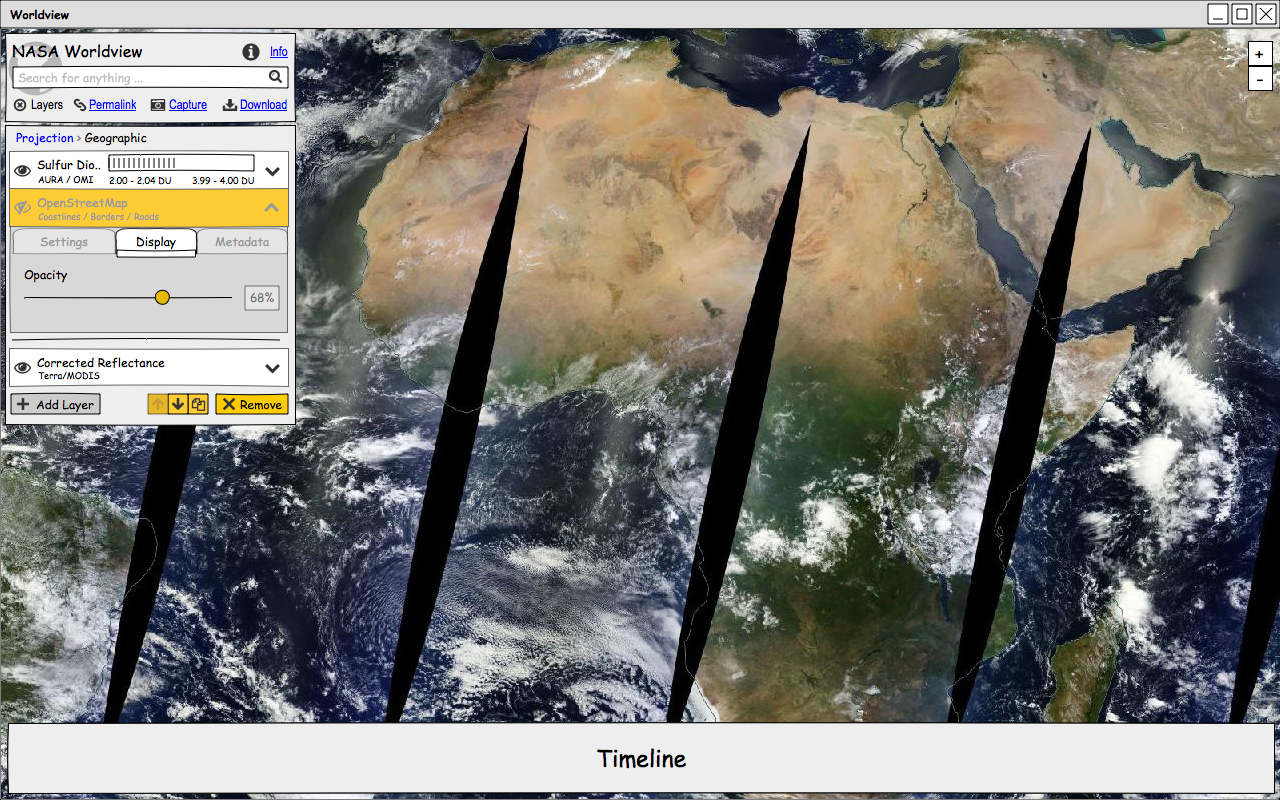 Worldview
NASA Worldview Info
Search for anything ...
Layers Permalink Capture Download
Projection > Geographic
Sulfur Dio..
AURA / OMI 2.00 - 2.04 DU 3.99 - 4.00 DU
OpenStreetMap
Coastlines / Borders / Roads
Settings Display Metadata
Opacity
68%
Corrected Reflectance
Terra/MODIS
Add Layer Remove
Timeline